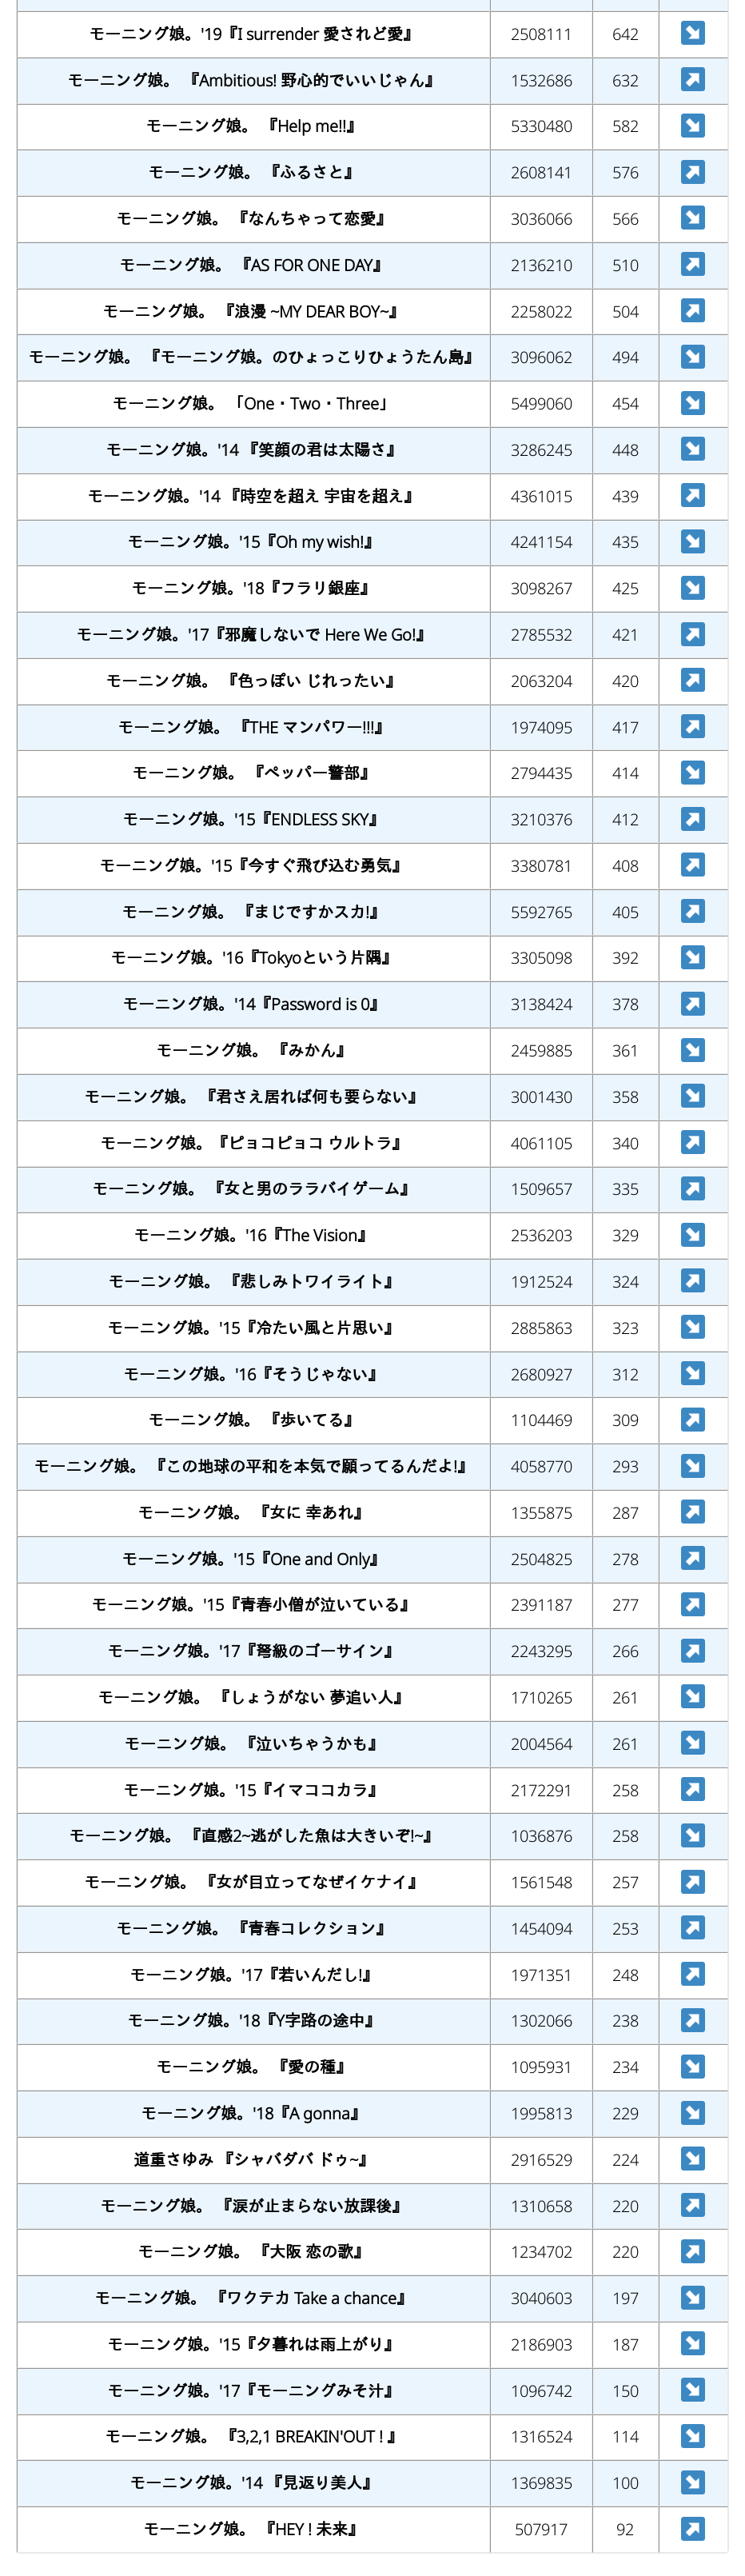 モーニング娘。'19『I surrender 愛されど愛』 2508111 642
モーニング娘。 『Ambitious! 野心的でいいじゃん』 1532686 632
モーニング娘。 『Help me!!』 5330480 582
モーニング娘。 『ふるさと』 2608141 576
モーニング娘。 『なんちゃって恋愛』 3036066 566
モーニング娘。 『AS FOR ONE DAY』 2136210 510
モーニング娘。 『浪漫 ~MY DEAR BOY~』 2258022 504
モーニング娘。 『モーニング娘。のひょっこりひょうたん島』 3096062 494
モーニング娘。 「One・Two・Three」 5499060 454
モーニング娘。'14 『笑顔の君は太陽さ』 3286245 448
モーニング娘。'14 『時空を超え 宇宙を超え』 4361015 439
モーニング娘。'15『Oh my wish!』 4241154 435
モーニング娘。'18『フラリ銀座』 3098267 425
モーニング娘。'17『邪魔しないで Here We Go!』 2785532 421
モーニング娘。 『色っぽい じれったい』 2063204 420
モーニング娘。 『THE マンパワー!!!』 1974095 417
モーニング娘。 『ペッパー警部』 2794435 414
モーニング娘。'15『ENDLESS SKY』 3210376 412
モーニング娘。'15『今すぐ飛び込む勇気』 3380781 408
モーニング娘。 『まじですかスカ!』 5592765 405
モーニング娘。'16『Tokyoという片隅』 3305098 392
モーニング娘。'14『Password is 0』 3138424 378
モーニング娘。 『みかん』 2459885 361
モーニング娘。 『君さえ居れば何も要らない』 3001430 358
モーニング娘。『ピョコピョコ ウルトラ』 4061105 340
モーニング娘。 『女と男のララバイゲーム』 1509657 335
モーニング娘。'16『The Vision』 2536203 329
モーニング娘。 『悲しみトワイライト』 1912524 324
モーニング娘。'15『冷たい風と片思い』 2885863 323
モーニング娘。'16『そうじゃない』 2680927 312
モーニング娘。 『歩いてる』 1104469 309
モーニング娘。 『この地球の平和を本気で願ってるんだよ!』 4058770 293
モーニング娘。 『女に 幸あれ』 1355875 287
モーニング娘。'15『One and Only』 2504825 278
モーニング娘。'15『青春小僧が泣いている』 2391187 277
モーニング娘。'17『弩級のゴーサイン』 2243295 266
モーニング娘。 『しょうがない 夢追い人』 1710265 261
モーニング娘。 『泣いちゃうかも』 2004564 261
モーニング娘。'15『イマココカラ』 2172291 258
モーニング娘。 『直感2~逃がした魚は大きいぞ!~』 1036876 258
モーニング娘。 『女が目立ってなぜイケナイ』 1561548 257
モーニング娘。 『青春コレクション』 1454094 253
モーニング娘。'17『若いんだし!』 1971351 248
モーニング娘。'18『Y字路の途中』 1302066 238
モーニング娘。 『愛の種』 1095931 234
モーニング娘。'18『A gonna』 1995813 229
道重さゆみ 『シャバダバ ドゥ~』 2916529 224
モーニング娘。 『涙が止まらない放課後』 1310658 220
モーニング娘。 『大阪 恋の歌』 1234702 220
モーニング娘。 『ワクテカ Take a chance』 3040603 197
モーニング娘。'15『夕暮れは雨上がり』 2186903 187
モーニング娘。'17『モーニングみそ汁』 1096742 150
モーニング娘。 『3,2,1 BREAKIN'OUT ! 』 1316524 114
モーニング娘。'14 『見返り美人』 1369835 100
モーニング娘。 『HEY ! 未来』 507917 92